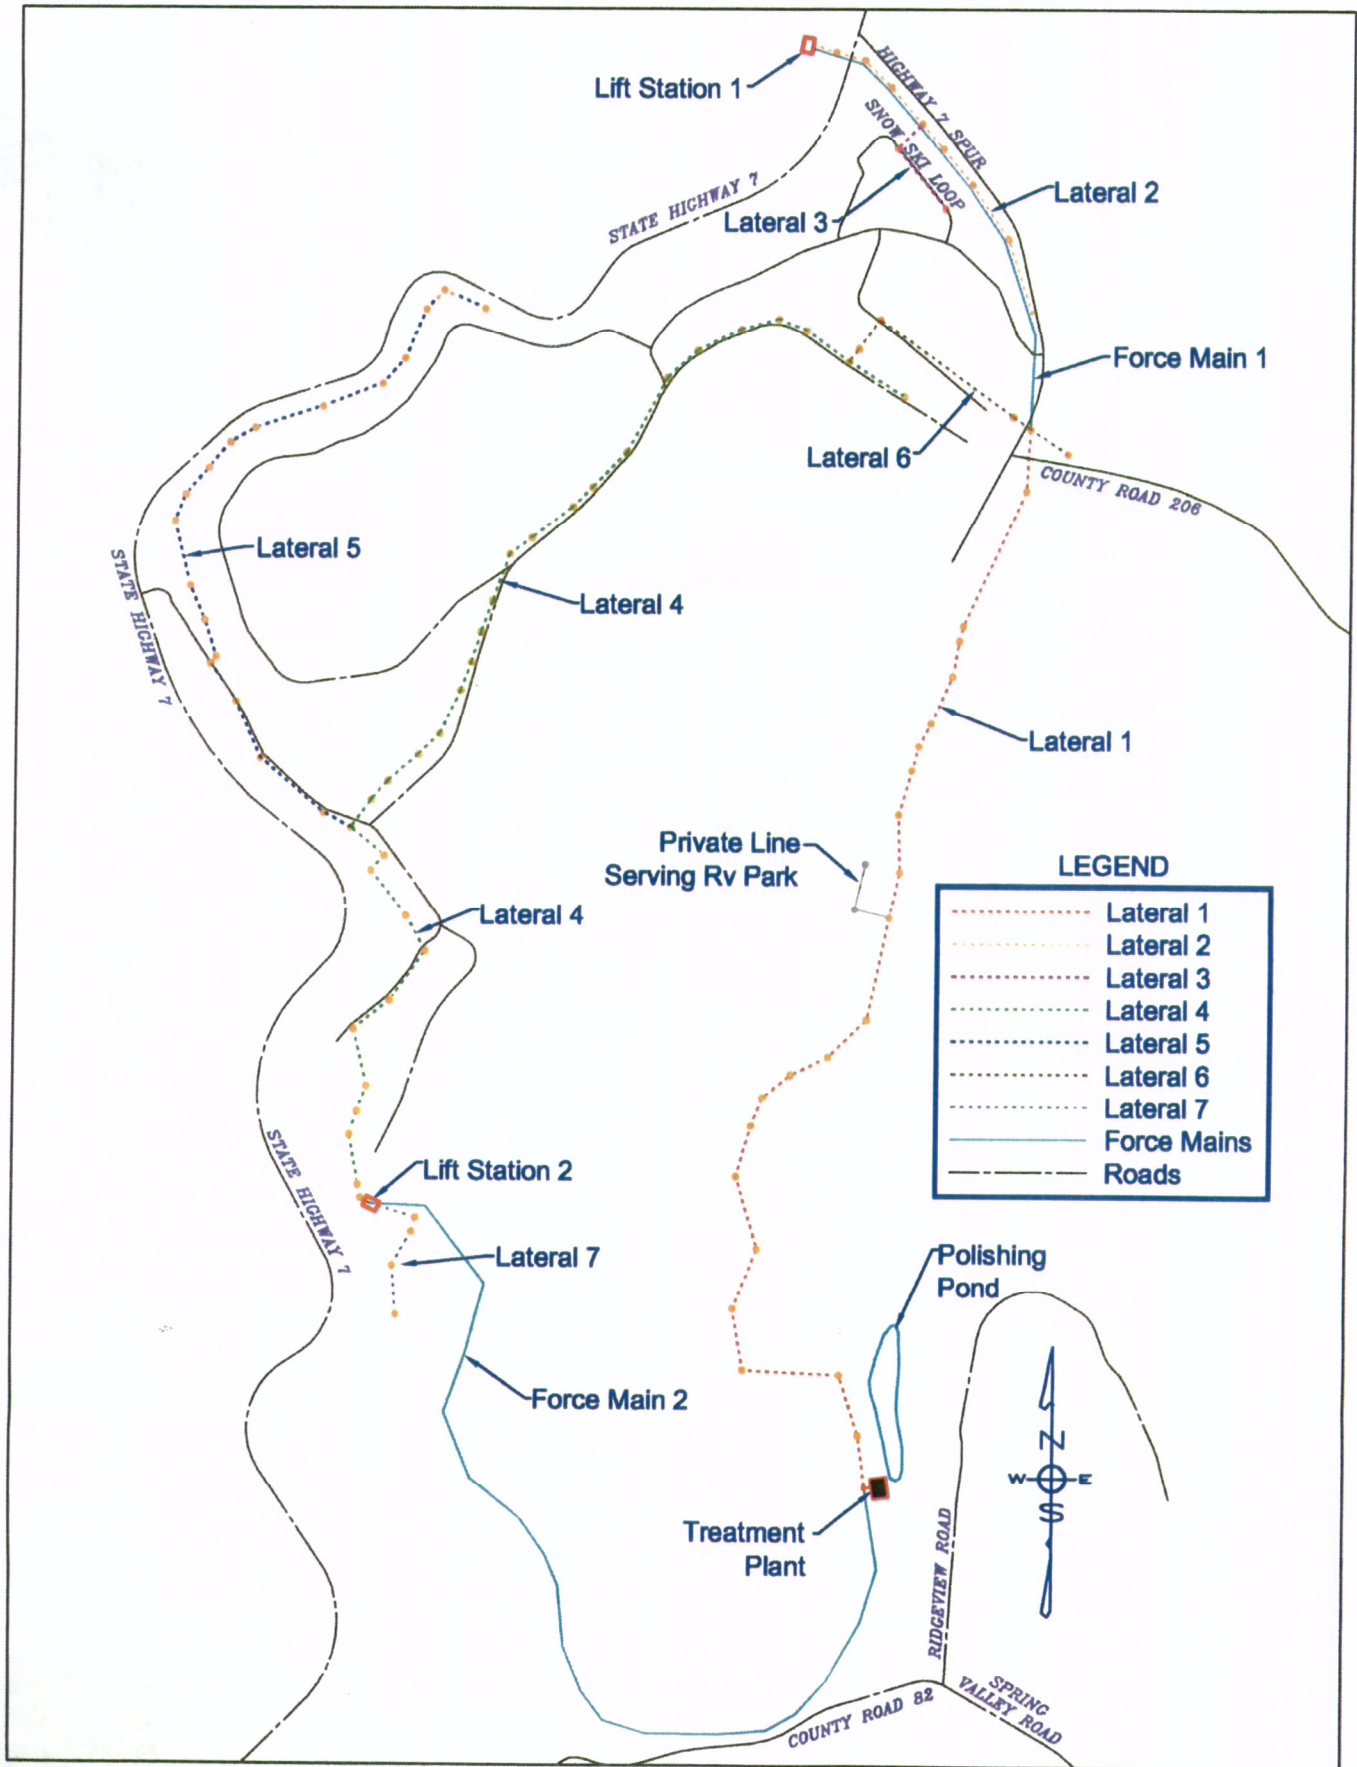 Lift Station 1
HIGHWAY 7 SPUR
SNOW SKI LOOP
STATE HIGHWAY 7
Lateral 2
Lateral 3
Force Main 1
Lateral 6
COUNTY ROAD 206
Lateral 5
STATE HIGHWAY 7
Lateral 4
Lateral 1
Private Line
Serving Rv Park
Lateral 4
LEGEND
Lateral 1
Lateral 2
Lateral 3
Lateral 4
Lateral 5
Lateral 6
Lateral 7
Force Mains
Roads
Lift Station 2
STATE HIGHWAY 7
Lateral 7
Polishing
Pond
Force Main 2
N
W
E
S
Treatment
Plant
RIDGEVIEW ROAD
COUNTY ROAD 82
SPRING
VALLEY ROAD